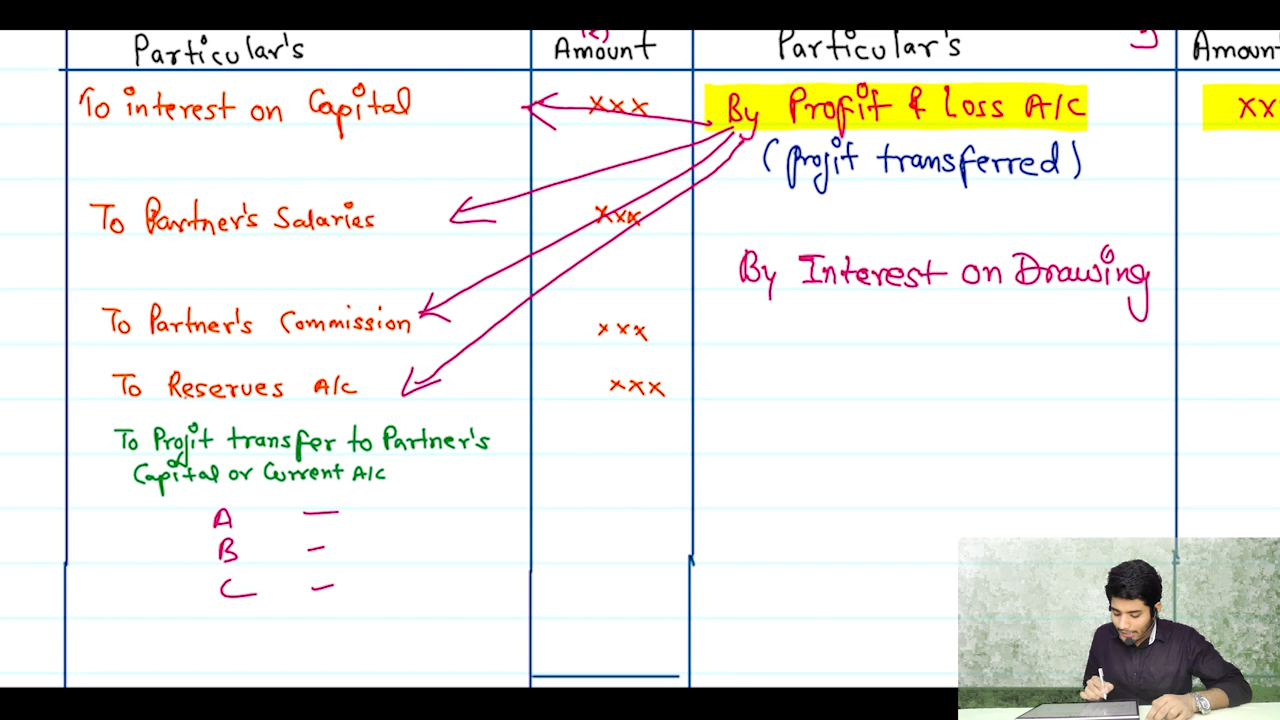 Particular's
Amount
Particular's
Amount
To interest on Capital
xxx
By Profit & Loss A/C
xx
(Profit transferred)
To Partner's Salaries
xxx
By Interest on Drawing
To Partner's Commission
xxx
To Reserves A/C
xxx
To Profit transfer to Partner's
Capital or Current A/C
A —
B -
C -